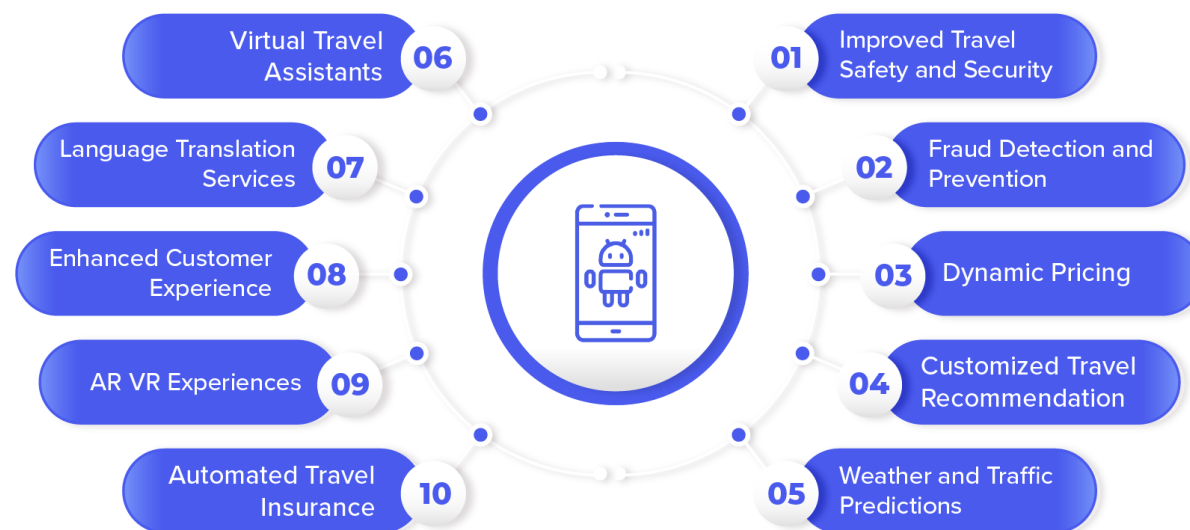 01
Improved Travel
Safety and Security
02
Fraud Detection and
Prevention
03
Dynamic Pricing
04
Customized Travel
Recommendation
05
Weather and Traffic
Predictions
06
Virtual Travel
Assistants
07
Language Translation
Services
08
Enhanced Customer
Experience
09
AR VR Experiences
10
Automated Travel
Insurance